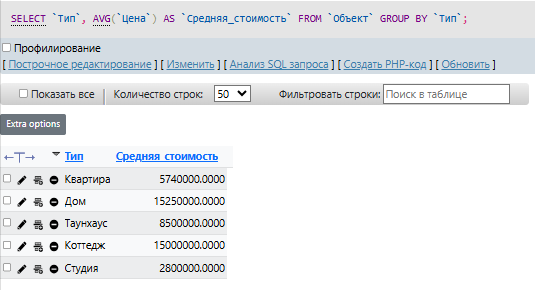 SELECT `Тип`, AVG(`Цена`) AS `Средняя_стоимость` FROM `Объект` GROUP BY `Тип`;
Профилирование
[ Построчное редактирование ] [ Изменить ] [ Анализ SQL запроса ] [ Создать PHP-код ] [ Обновить ]
Показать все Количество строк: 50 Фильтровать строки: Поиск в таблице
Extra options
←T→ Тип Средняя_стоимость
Квартира 5740000.0000
Дом 15250000.0000
Таунхаус 8500000.0000
Коттедж 15000000.0000
Студия 2800000.0000